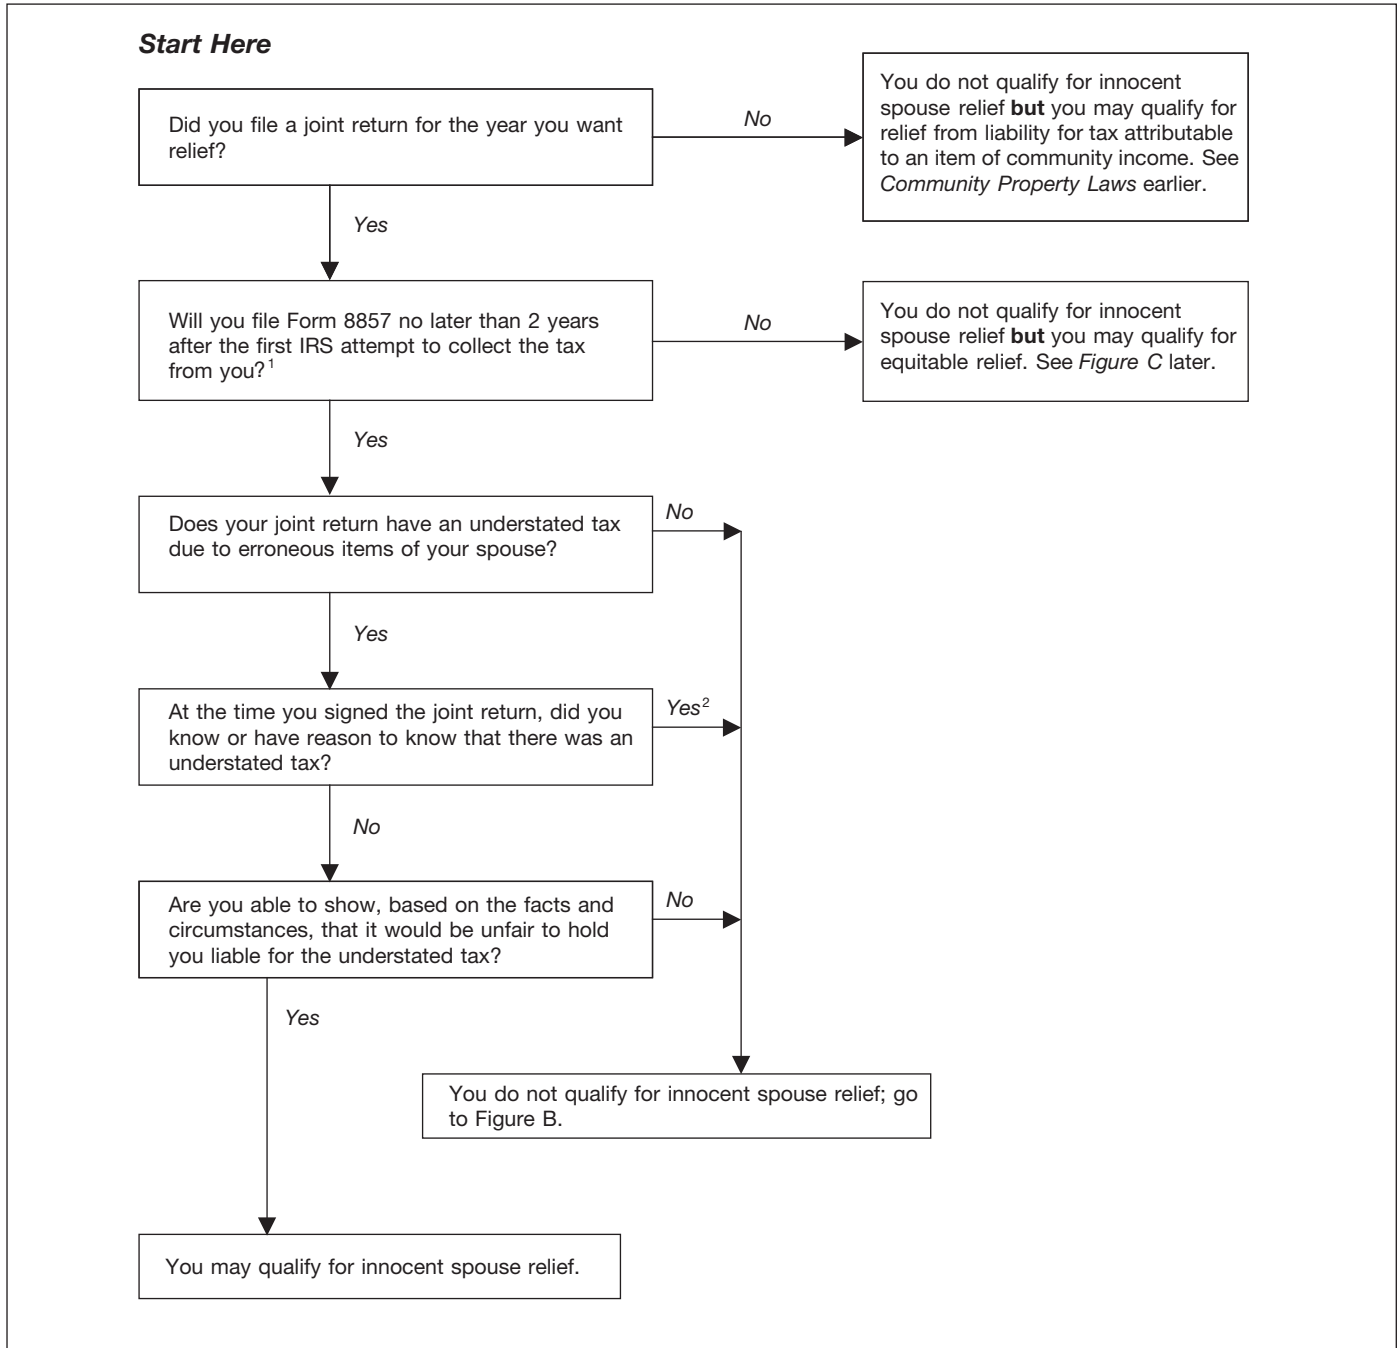 Start Here
Did you file a joint return for the year you want
relief?
No
You do not qualify for innocent
spouse relief but you may qualify for
relief from liability for tax attributable
to an item of community income. See
Community Property Laws earlier.
Yes
Will you file Form 8857 no later than 2 years
after the first IRS attempt to collect the tax
from you?¹
No
You do not qualify for innocent
spouse relief but you may qualify for
equitable relief. See Figure C later.
Yes
Does your joint return have an understated tax
due to erroneous items of your spouse?
No
Yes
At the time you signed the joint return, did you
know or have reason to know that there was an
understated tax?
Yes²
No
Are you able to show, based on the facts and
circumstances, that it would be unfair to hold
you liable for the understated tax?
No
Yes
You do not qualify for innocent spouse relief; go
to Figure B.
You may qualify for innocent spouse relief.